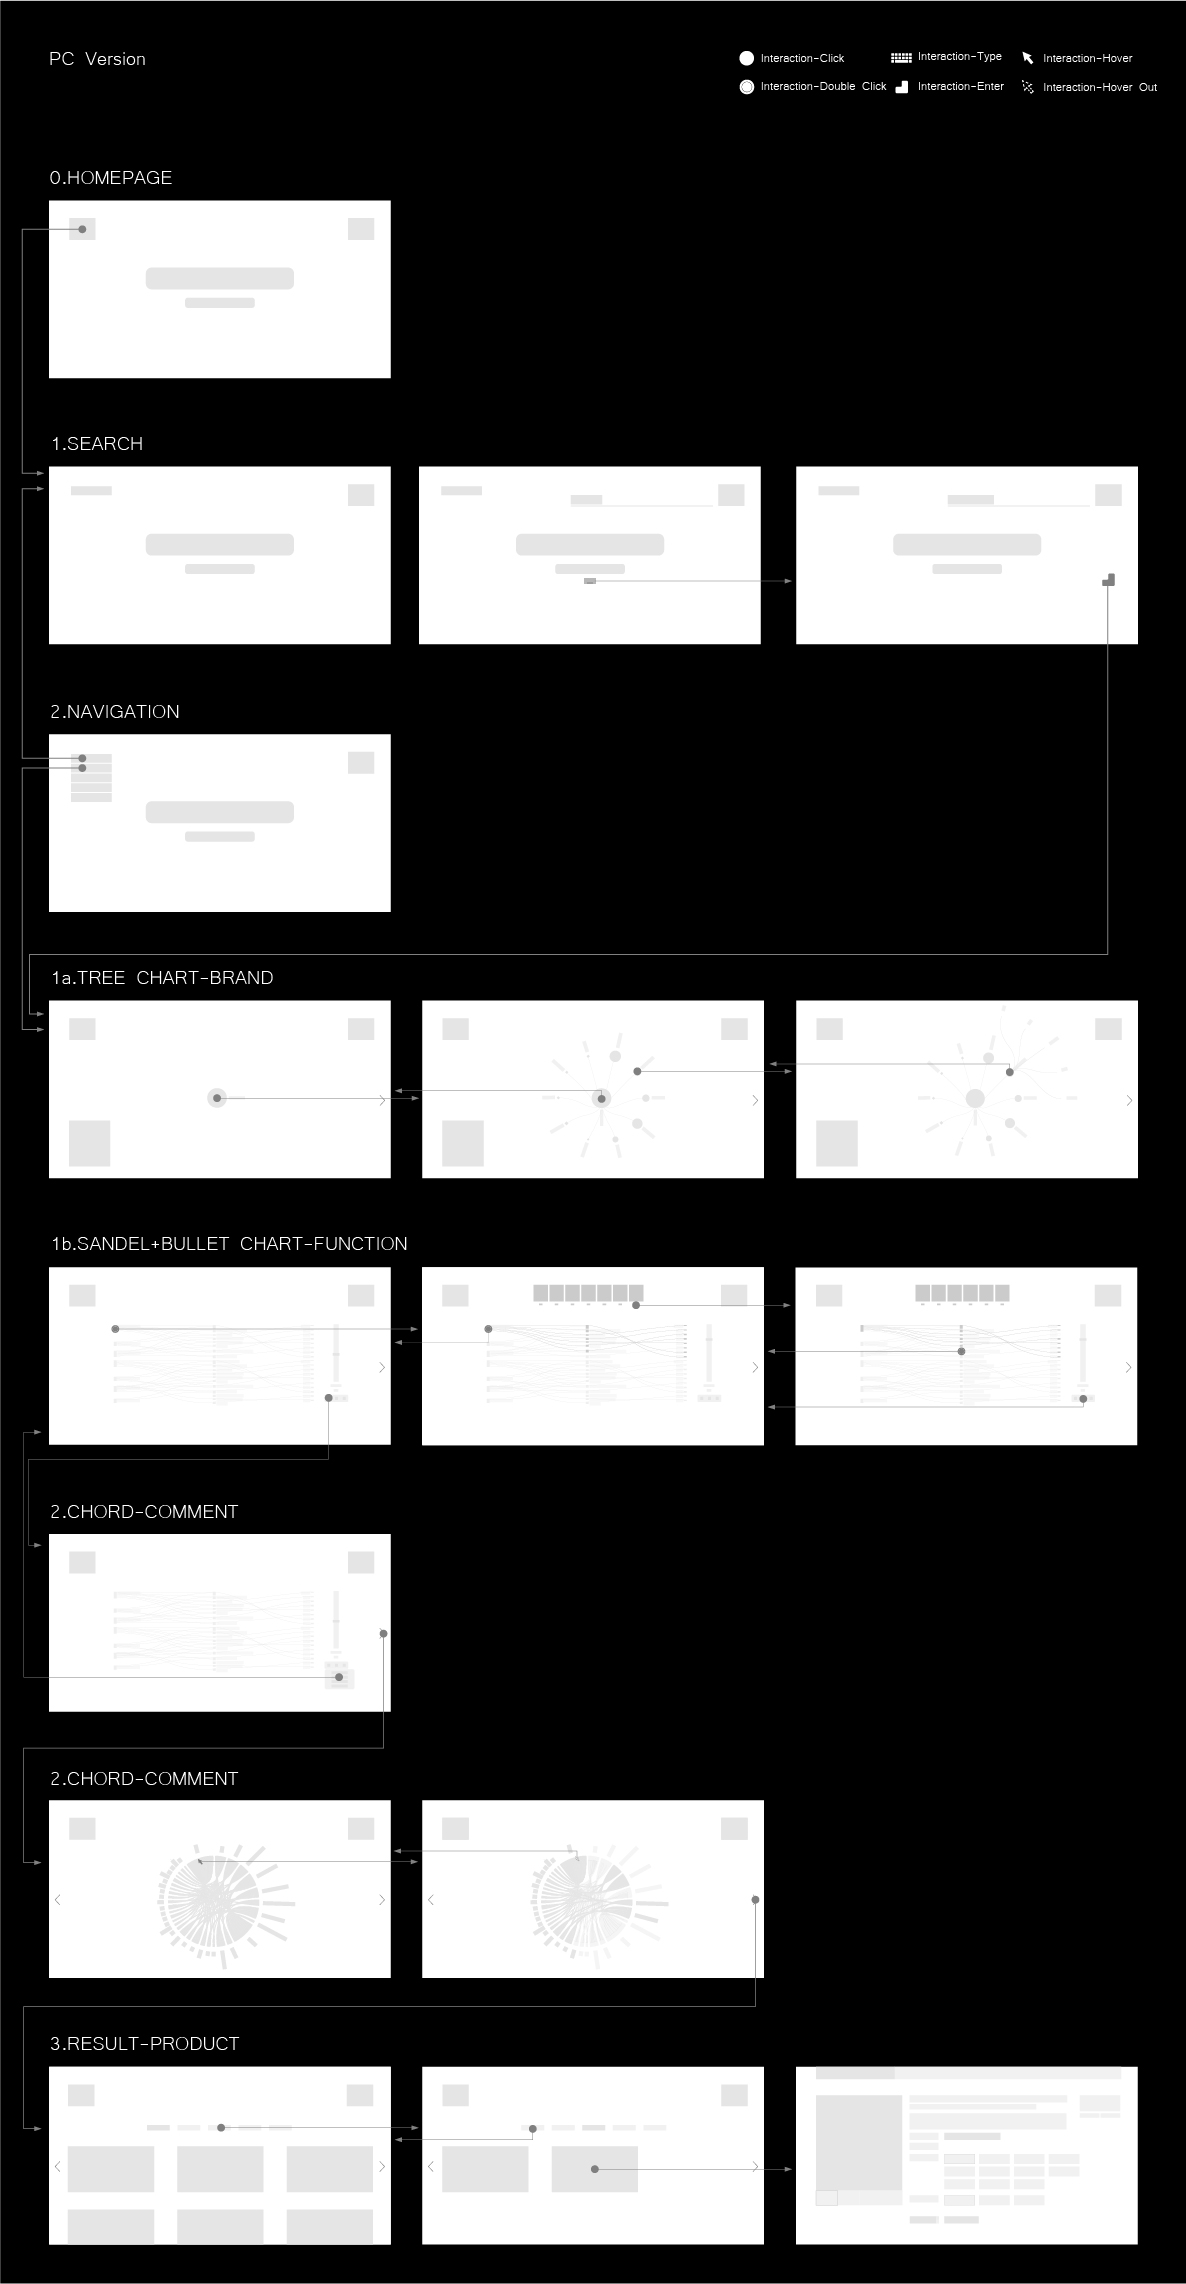 PC Version
Interaction-Click
Interaction-Type
Interaction-Hover
Interaction-Double Click
Interaction-Enter
Interaction-Hover Out
0.HOMEPAGE
1.SEARCH
2.NAVIGATION
1a.TREE CHART-BRAND
1b.SANDEL+BULLET CHART-FUNCTION
2.CHORD-COMMENT
2.CHORD-COMMENT
3.RESULT-PRODUCT